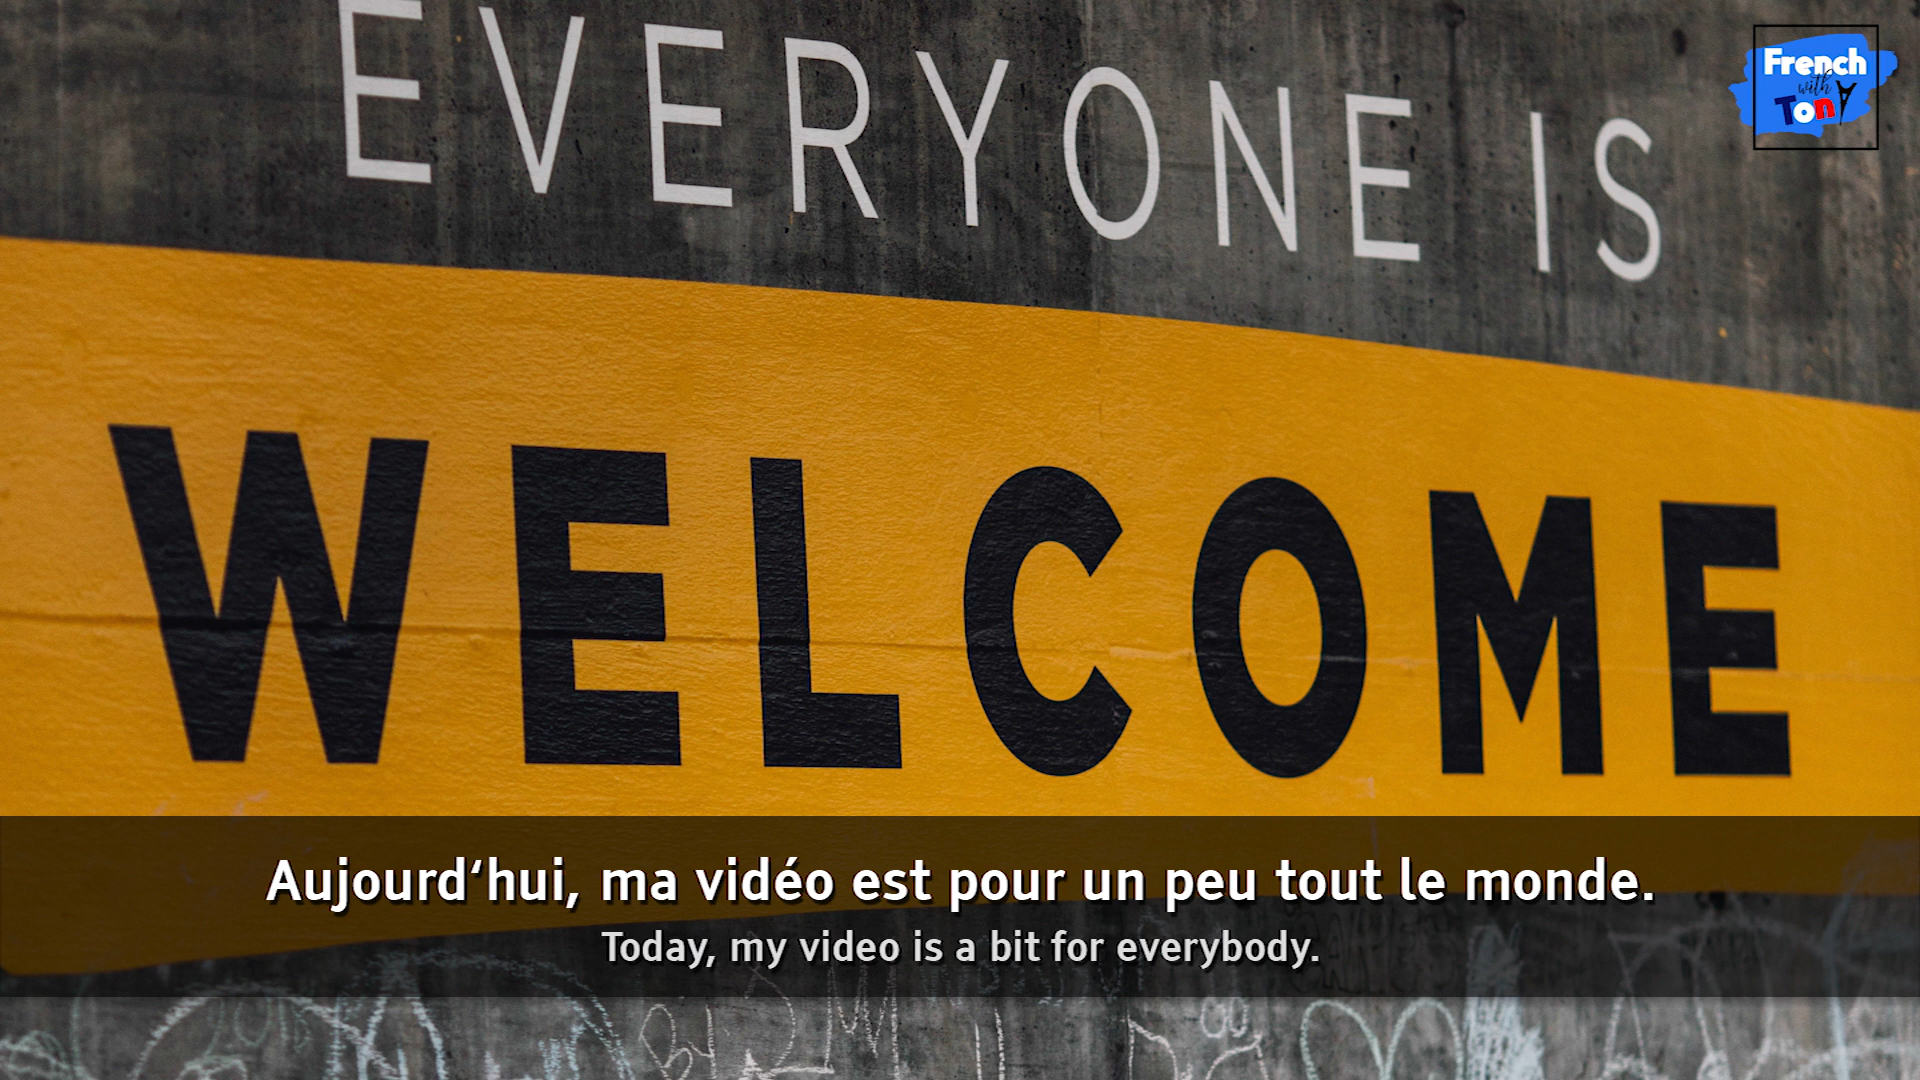 EVERYONE IS
French
with
Tony
WELCOME
Aujourd‘hui, ma vidéo est pour un peu tout le monde.
Today, my video is a bit for everybody.